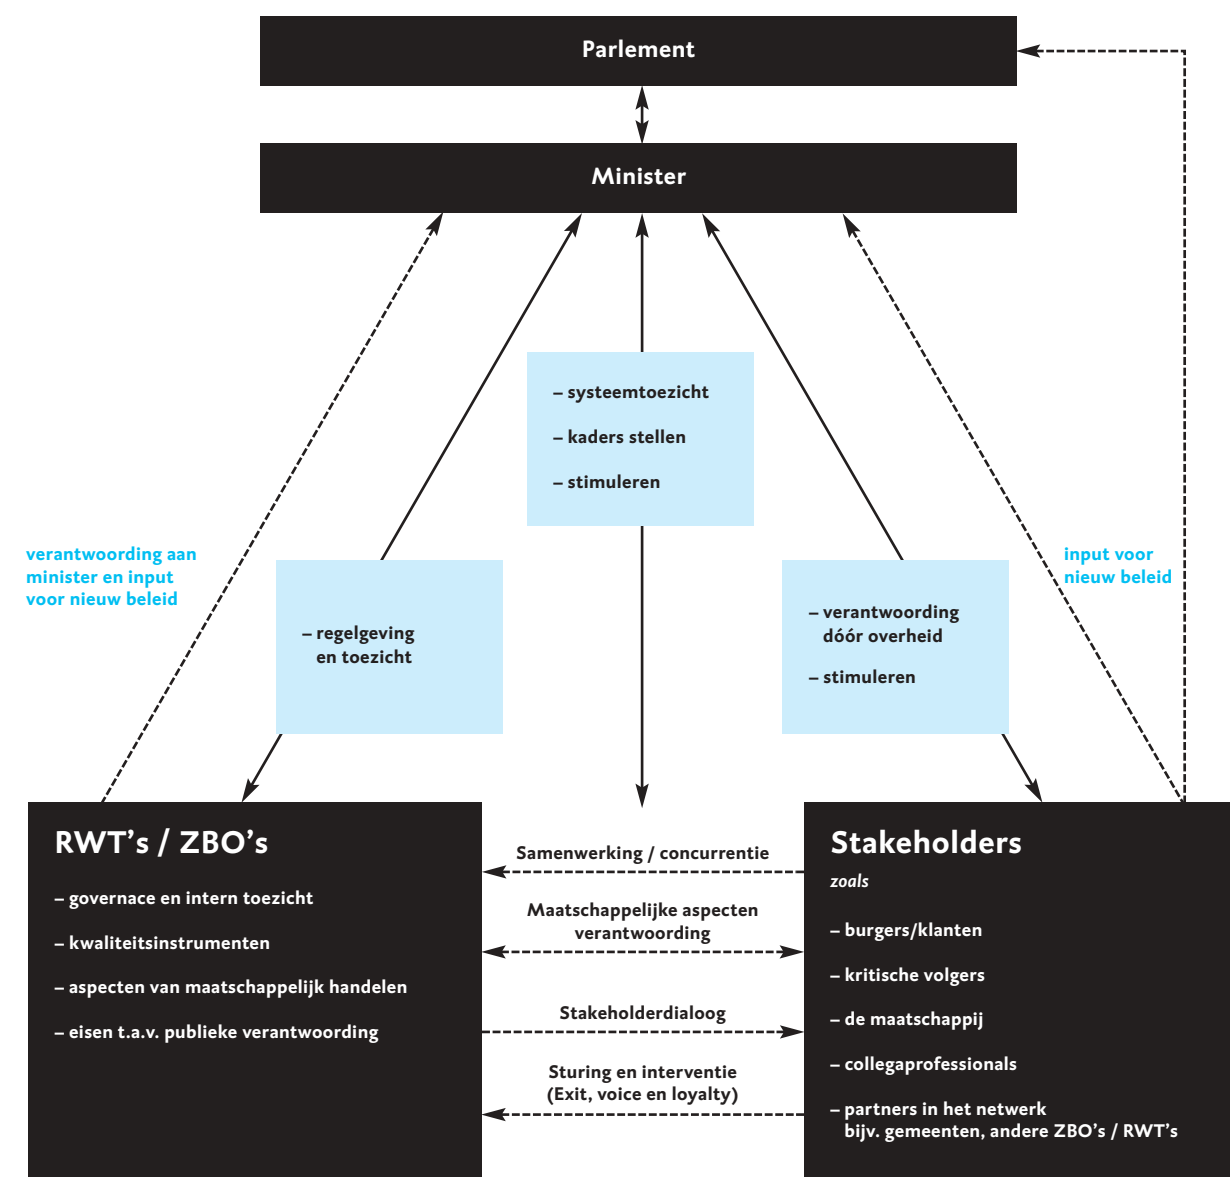 Parlement
Minister
– systeemtoezicht
– kaders stellen
– stimuleren
verantwoording aan
minister en input
voor nieuw beleid
input voor
nieuw beleid
– regelgeving
en toezicht
– verantwoording
dóór overheid
– stimuleren
RWT’s / ZBO’s
– governace en intern toezicht
– kwaliteitsinstrumenten
– aspecten van maatschappelijk handelen
– eisen t.a.v. publieke verantwoording
Samenwerking / concurrentie
Maatschappelijke aspecten
verantwoording
Stakeholderdialoog
Sturing en interventie
(Exit, voice en loyalty)
Stakeholders
zoals
– burgers/klanten
– kritische volgers
– de maatschappij
– collegaprofessionals
– partners in het netwerk
bijv. gemeenten, andere ZBO’s / RWT’s